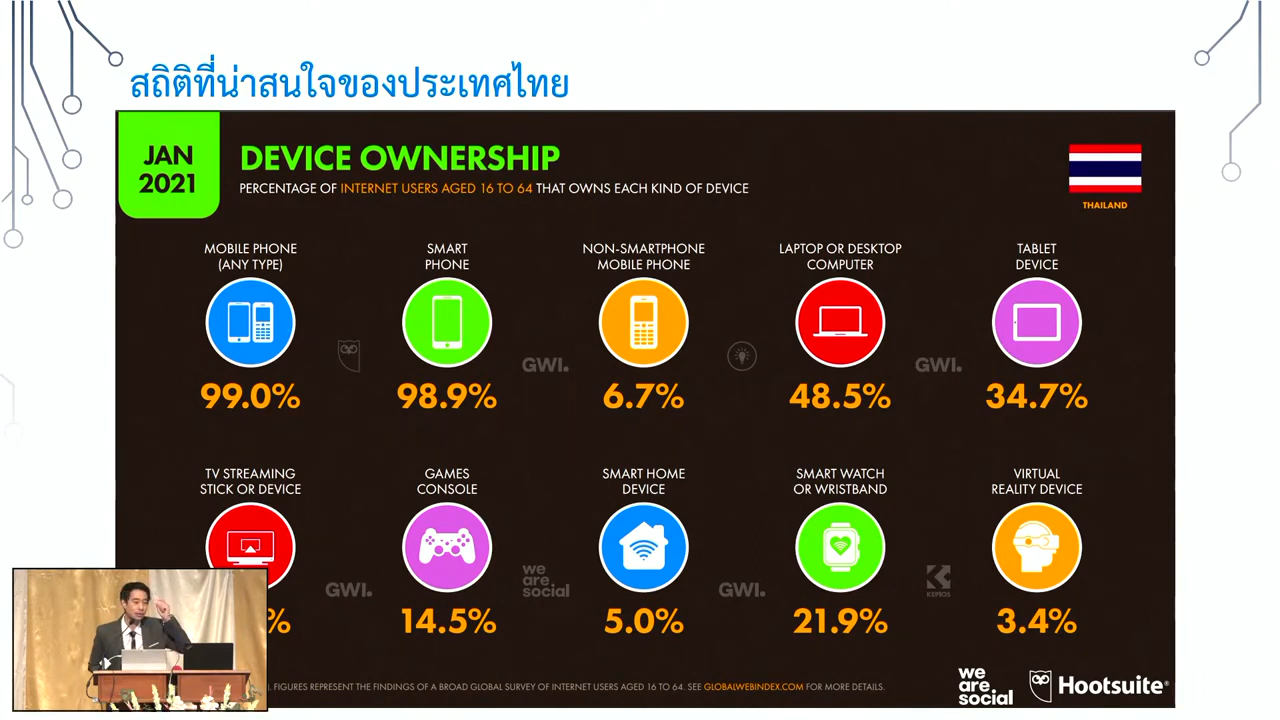 สถิติที่น่าสนใจของประเทศไทย
JAN
2021
DEVICE OWNERSHIP
PERCENTAGE OF INTERNET USERS AGED 16 TO 64 THAT OWNS EACH KIND OF DEVICE
THAILAND
MOBILE PHONE
(ANY TYPE)
SMART
PHONE
NON-SMARTPHONE
MOBILE PHONE
LAPTOP OR DESKTOP
COMPUTER
TABLET
DEVICE
GWI.
GWI.
99.0%
98.9%
6.7%
48.5%
34.7%
TV STREAMING
STICK OR DEVICE
GAMES
CONSOLE
SMART HOME
DEVICE
SMART WATCH
OR WRISTBAND
VIRTUAL
REALITY DEVICE
GWI.
we
are
social
GWI.
KEPIOS
%
14.5%
5.0%
21.9%
3.4%
FIGURES REPRESENT THE FINDINGS OF A BROAD GLOBAL SURVEY OF INTERNET USERS AGED 16 TO 64. SEE GLOBALWEBINDEX.COM FOR MORE DETAILS.
we
are
social
Hootsuite®